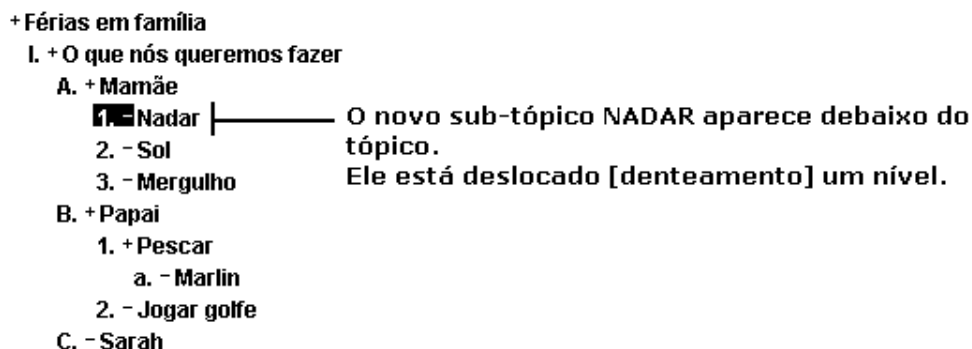 + Férias em família
I. + O que nós queremos fazer
A. + Mamãe
1. - Nadar
O novo sub-tópico NADAR aparece debaixo do
tópico.
Ele está deslocado [denteamento] um nível.
2. - Sol
3. - Mergulho
B. + Papai
1. + Pescar
a. - Marlin
2. - Jogar golfe
C. - Sarah